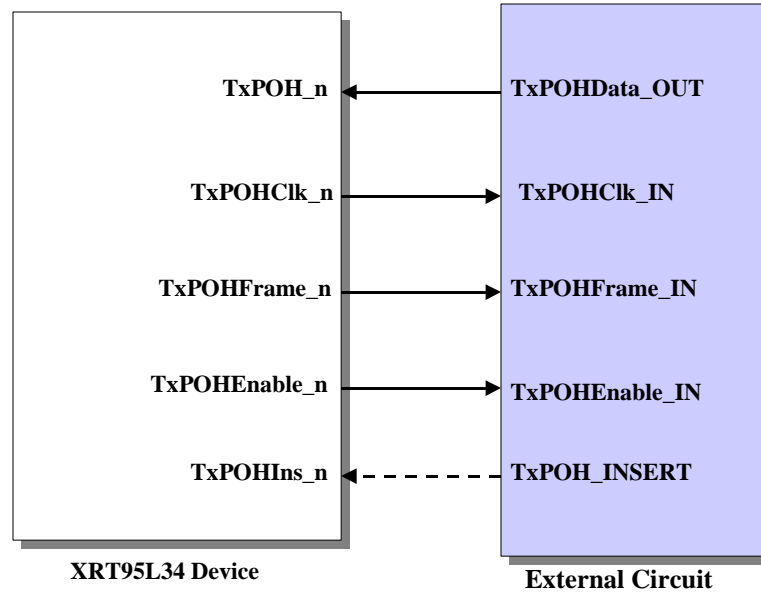 TxPOH_n TxPOHData_OUT
TxPOHClk_n TxPOHClk_IN
TxPOHFrame_n TxPOHFrame_IN
TxPOHEnable_n TxPOHEnable_IN
TxPOHIns_n TxPOH_INSERT
XRT95L34 Device
External Circuit